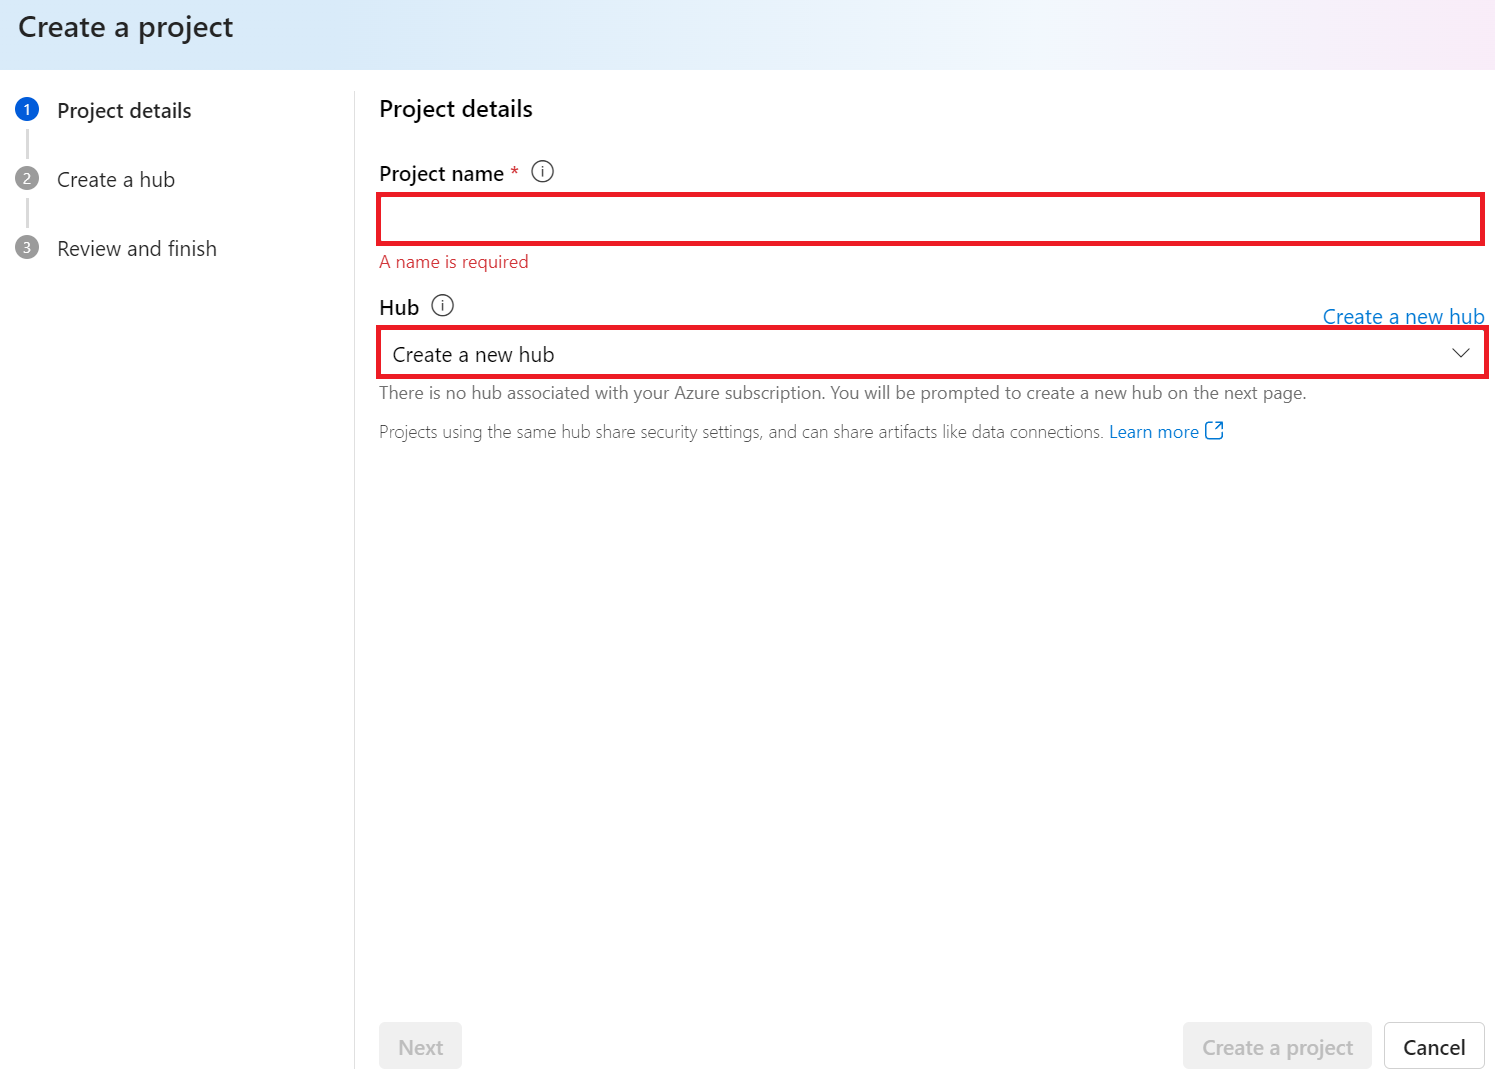 Create a project
1 Project details
2 Create a hub
3 Review and finish
Project details
Project name * i
A name is required
Hub i
Create a new hub
Create a new hub
There is no hub associated with your Azure subscription. You will be prompted to create a new hub on the next page.
Projects using the same hub share security settings, and can share artifacts like data connections. Learn more
Next
Create a project
Cancel